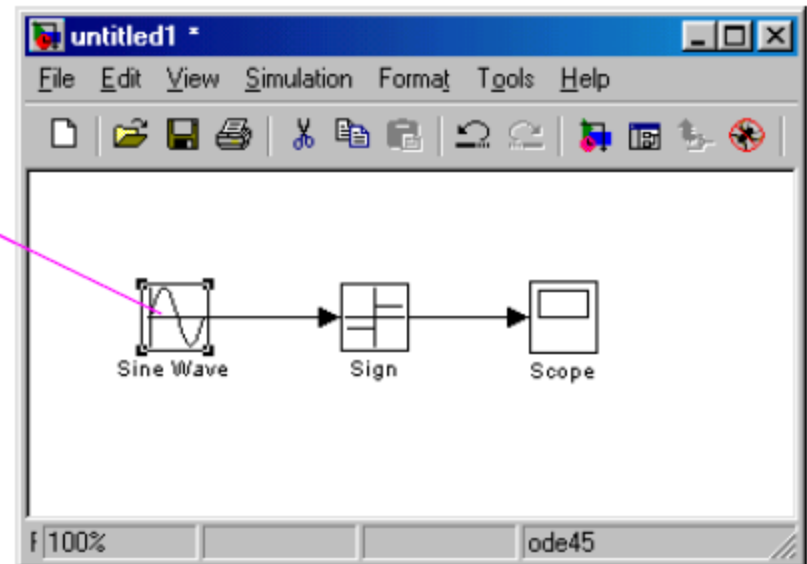 untitled1 *
File Edit View Simulation Format Tools Help
Sine Wave Sign Scope
F 100% ode45